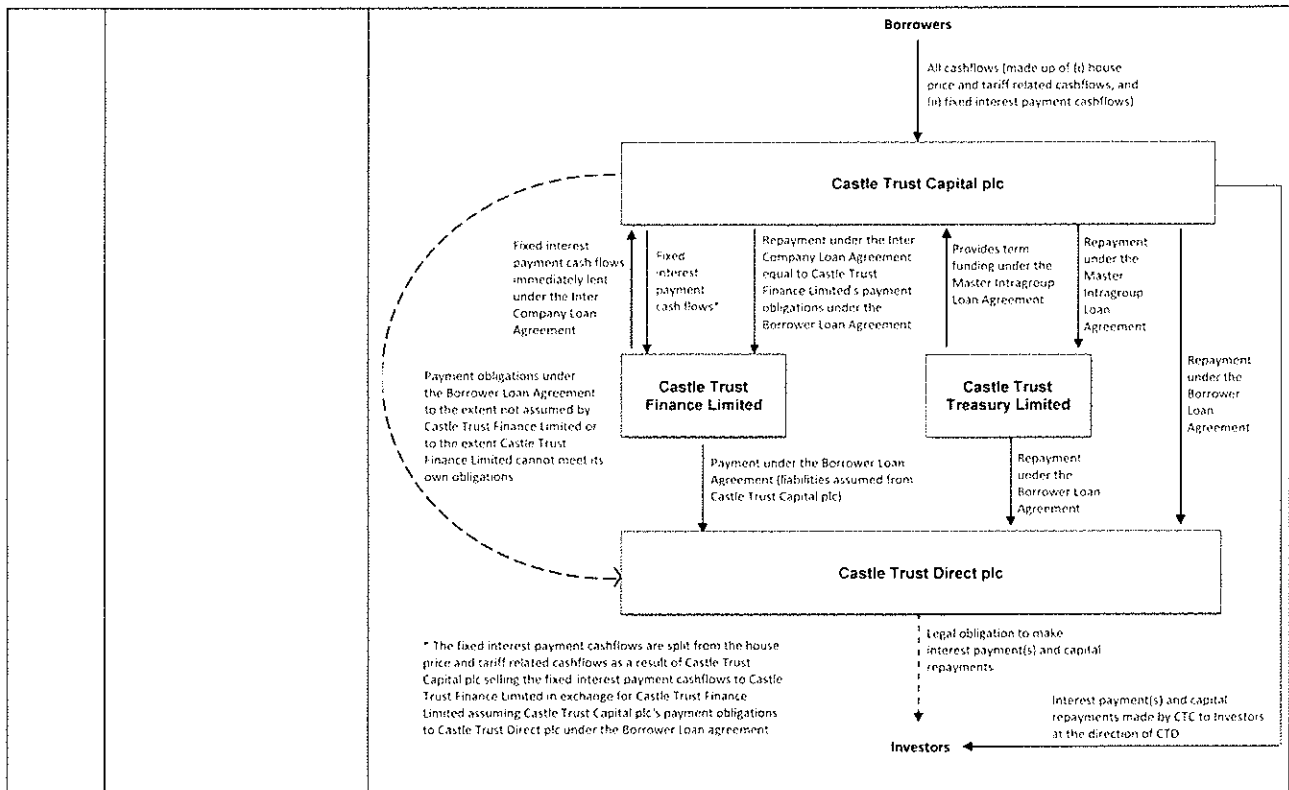 Borrowers
All cashflows (made up of (i) house
price and tariff related cashflows, and
(ii) fixed interest payment cashflows)
Castle Trust Capital plc
Fixed interest
payment cash flows
immediately lent
under the Inter
Company Loan
Agreement
Fixed
interest
payment
cash flows*
Repayment under the Inter
Company Loan Agreement
equal to Castle Trust
Finance Limited's payment
obligations under the
Borrower Loan Agreement
Provides term
funding under the
Master Intragroup
Loan Agreement
Repayment
under the
Master
Intragroup
Loan
Agreement
Repayment
under the
Borrower
Loan
Agreement
Castle Trust
Finance Limited
Castle Trust
Treasury Limited
Payment obligations under
the Borrower Loan Agreement
to the extent not assumed by
Castle Trust Finance Limited or
to the extent Castle Trust
Finance Limited cannot meet its
own obligations
Payment under the Borrower Loan
Agreement (liabilities assumed from
Castle Trust Capital plc)
Repayment
under the
Borrower Loan
Agreement
Castle Trust Direct plc
* The fixed interest payment cashflows are split from the house
price and tariff related cashflows as a result of Castle Trust
Capital plc selling the fixed interest payment cashflows to Castle
Trust Finance Limited in exchange for Castle Trust Finance
Limited assuming Castle Trust Capital plc's payment obligations
to Castle Trust Direct plc under the Borrower Loan agreement
Legal obligation to make
interest payment(s) and capital
repayments
Interest payment(s) and capital
repayments made by CTC to Investors
at the direction of CTD
Investors